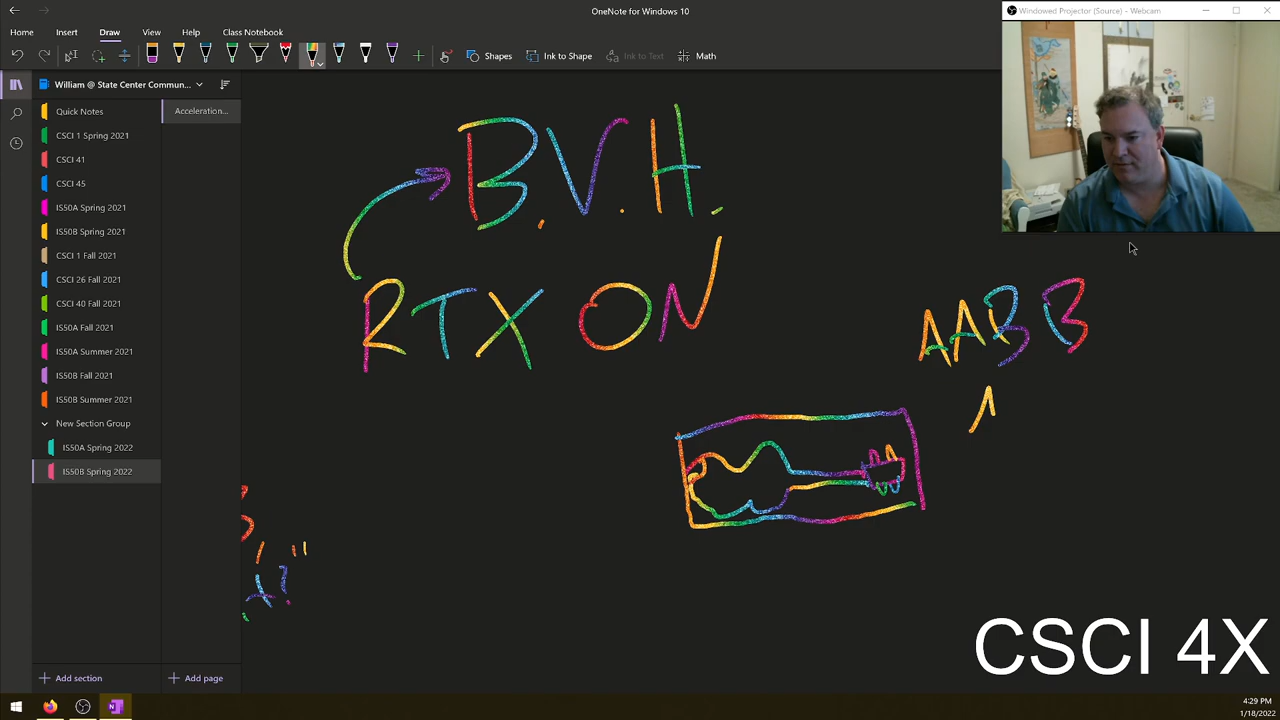 OneNote for Windows 10
Windowed Projector (Source) – Webcam
Home
Insert
Draw
View
Help
Class Notebook
Shapes
Ink to Shape
Ink to Text
Math
William @ State Center Commun...
Acceleration...
Quick Notes
CSCI 1 Spring 2021
CSCI 41
CSCI 45
IS50A Spring 2021
IS50B Spring 2021
CSCI 1 Fall 2021
CSCI 26 Fall 2021
CSCI 40 Fall 2021
IS50A Fall 2021
IS50A Summer 2021
IS50B Fall 2021
IS50B Summer 2021
New Section Group
IS50A Spring 2022
IS50B Spring 2022
B.V.H.
RTX ON
AABB
CSCI 4X
Add section
Add page
4:29 PM
1/18/2022